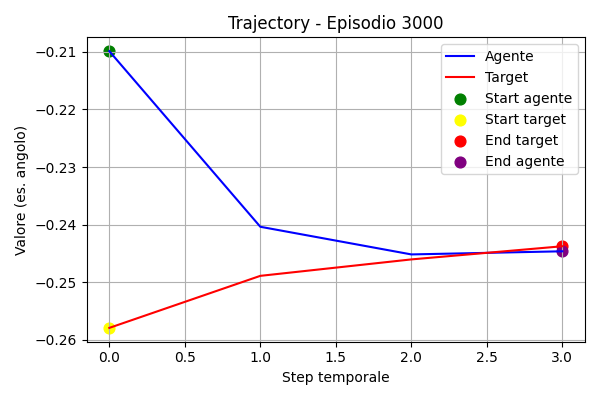 Trajectory - Episodio 3000
Agente
Target
Start agente
Start target
End target
End agente
Valore (es. angolo)
−0.21
−0.22
−0.23
−0.24
−0.25
−0.26
0.0 0.5 1.0 1.5 2.0 2.5 3.0
Step temporale